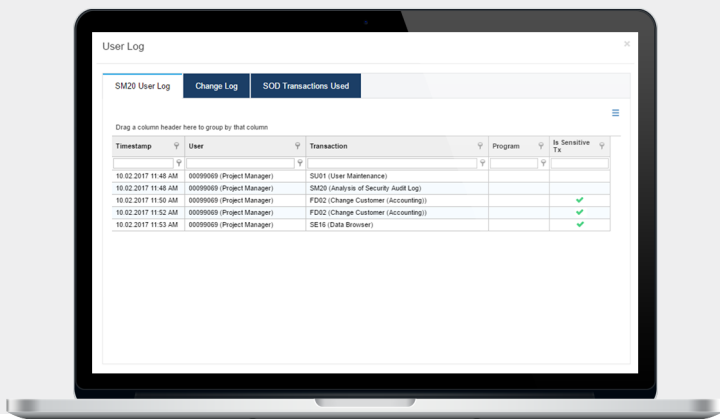 User Log ×
SM20 User Log Change Log SOD Transactions Used
Drag a column header here to group by that column
Timestamp User Transaction Program Is Sensitive Tx
10.02.2017 11:48 AM 00099069 (Project Manager) SU01 (User Maintenance)
10.02.2017 11:48 AM 00099069 (Project Manager) SM20 (Analysis of Security Audit Log)
10.02.2017 11:50 AM 00099069 (Project Manager) FD02 (Change Customer (Accounting))
10.02.2017 11:52 AM 00099069 (Project Manager) FD02 (Change Customer (Accounting))
10.02.2017 11:53 AM 00099069 (Project Manager) SE16 (Data Browser)